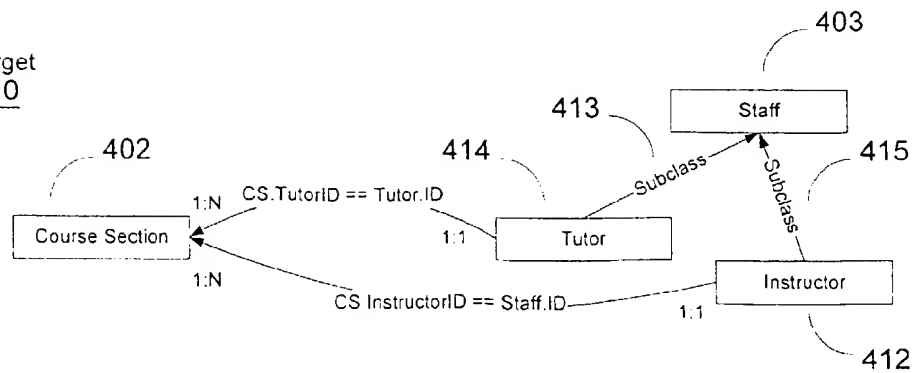 403
Staff
413
402
414
415
Subclass
Subclass
1:N
CS.TutorID == Tutor.ID
Course Section
1:1
Tutor
1:N
Instructor
CS InstructorID == Staff.ID
1:1
412